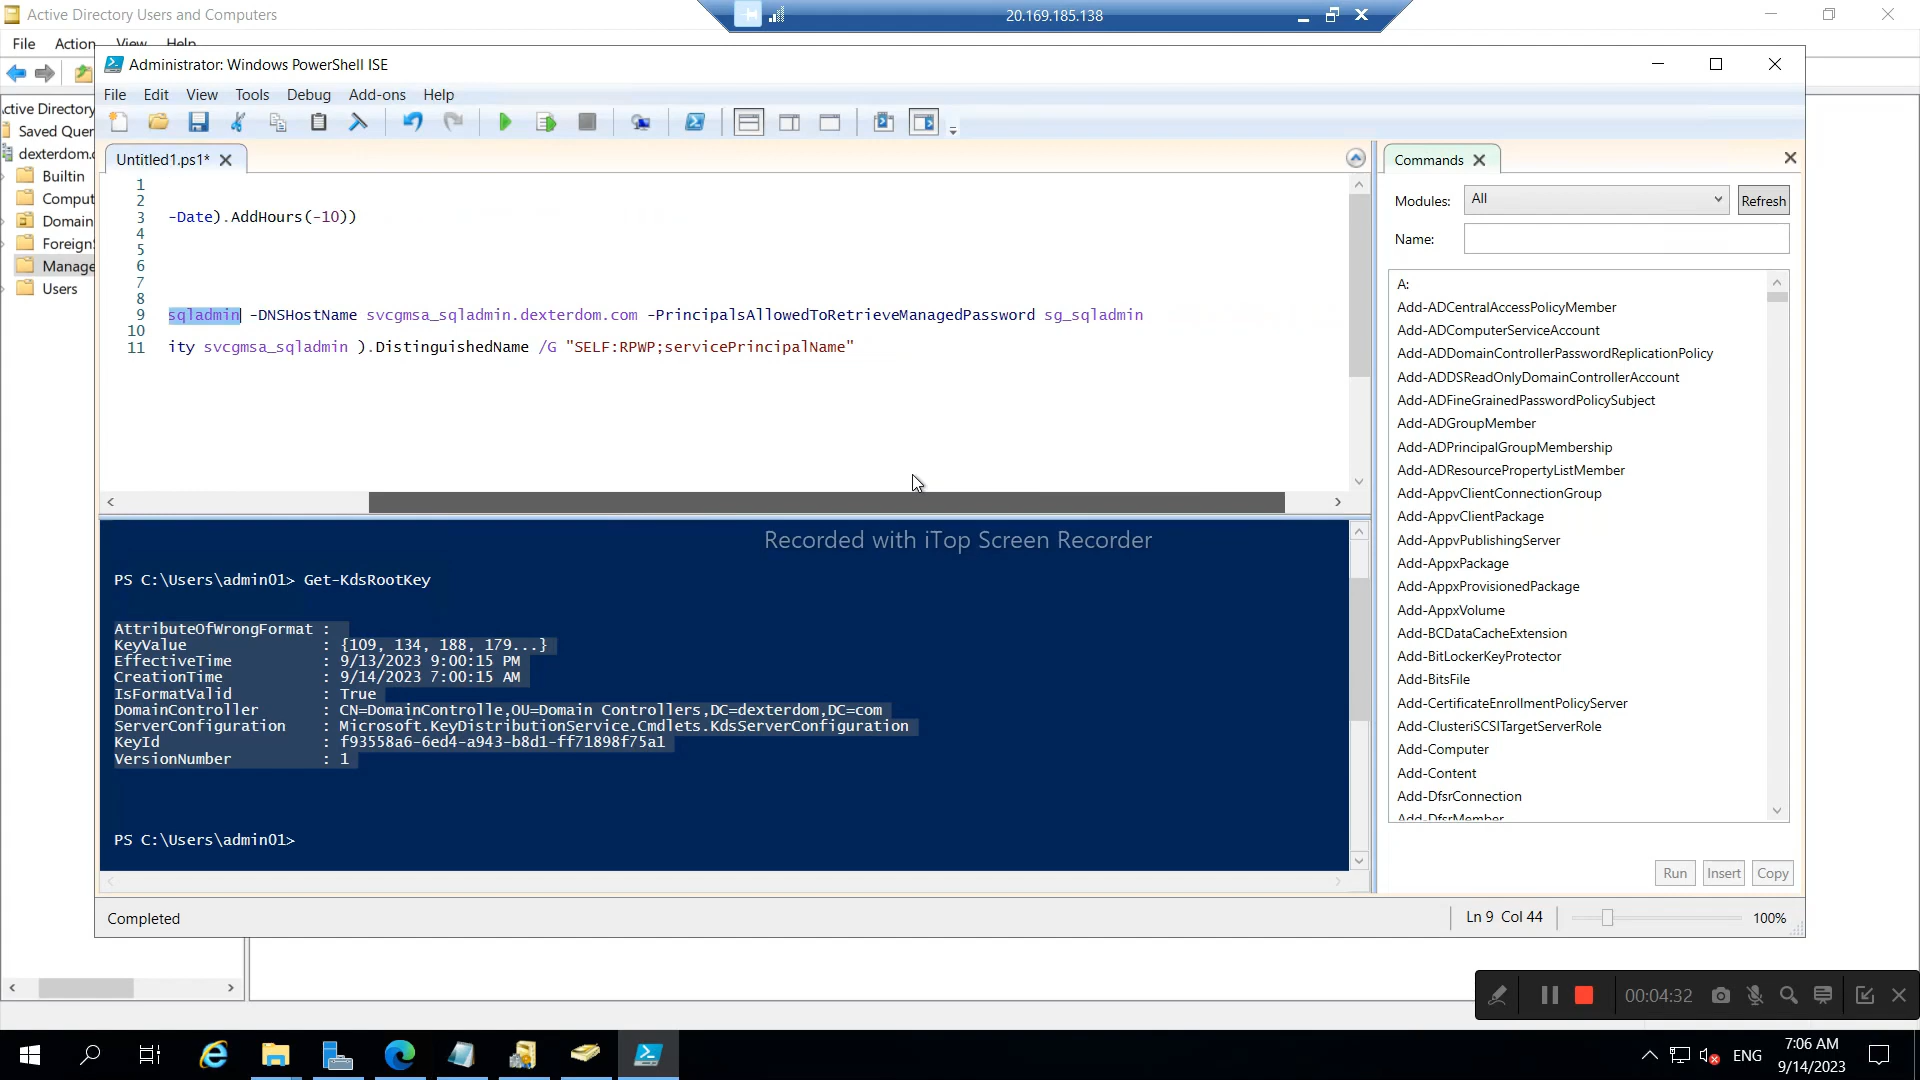 Active Directory Users and Computers
20.169.185.138
File Action View Help
Administrator: Windows PowerShell ISE
File Edit View Tools Debug Add-ons Help
Untitled1.ps1*
1
2
3 -Date).AddHours(-10))
4
5
6
7
8
9 sqladmin -DNSHostName svcgmsa_sqladmin.dexterdom.com -PrincipalsAllowedToRetrieveManagedPassword sg_sqladmin
10
11 ity svcgmsa_sqladmin ).DistinguishedName /G "SELF:RPWP;servicePrincipalName"
ctive Directory
Saved Quer
dexterdom.c
Builtin
Comput
Domain
Foreign
Manage
Users
Recorded with iTop Screen Recorder
PS C:\Users\admin01> Get-KdsRootKey
AttributeOfWrongFormat :
KeyValue : {109, 134, 188, 179...}
EffectiveTime : 9/13/2023 9:00:15 PM
CreationTime : 9/14/2023 7:00:15 AM
IsFormatValid : True
DomainController : CN=DomainControlle,OU=Domain Controllers,DC=dexterdom,DC=com
ServerConfiguration : Microsoft.KeyDistributionService.Cmdlets.KdsServerConfiguration
KeyId : f93558a6-6ed4-a943-b8d1-ff71898f75a1
VersionNumber : 1
PS C:\Users\admin01>
Commands
Modules: All Refresh
Name:
A:
Add-ADCentralAccessPolicyMember
Add-ADComputerServiceAccount
Add-ADDomainControllerPasswordReplicationPolicy
Add-ADDSReadOnlyDomainControllerAccount
Add-ADFineGrainedPasswordPolicySubject
Add-ADGroupMember
Add-ADPrincipalGroupMembership
Add-ADResourcePropertyListMember
Add-AppvClientConnectionGroup
Add-AppvClientPackage
Add-AppvPublishingServer
Add-AppxPackage
Add-AppxProvisionedPackage
Add-AppxVolume
Add-BCDataCacheExtension
Add-BitLockerKeyProtector
Add-BitsFile
Add-CertificateEnrollmentPolicyServer
Add-ClusteriSCSITargetServerRole
Add-Computer
Add-Content
Add-DfsrConnection
Add-DfsrMember
Run Insert Copy
Completed
Ln 9 Col 44
100%
00:04:32
ENG
7:06 AM
9/14/2023